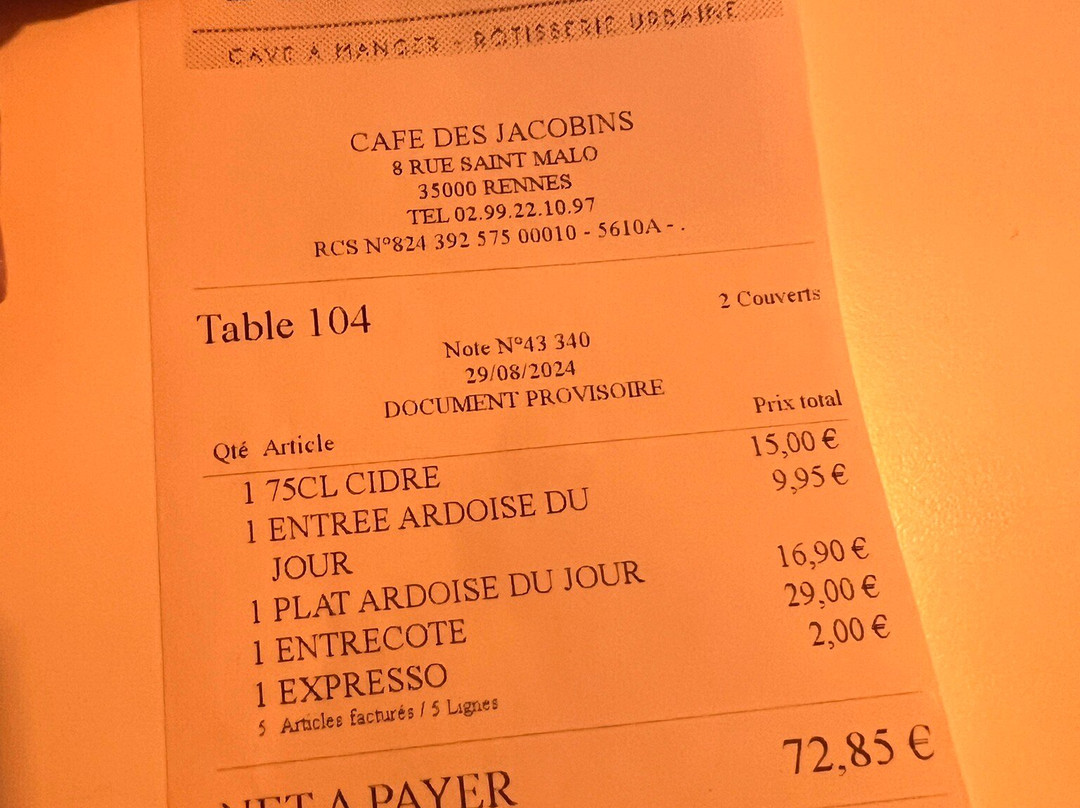 CAVE A MANGER - ROTISSERIE URBAINE
CAFE DES JACOBINS
8 RUE SAINT MALO
35000 RENNES
TEL 02.99.22.10.97
RCS N°824 392 575 00010 - 5610A - .
Table 104 2 Couverts
Note N°43 340
29/08/2024
DOCUMENT PROVISOIRE
Qté Article Prix total
1 75CL CIDRE 15,00 €
1 ENTREE ARDOISE DU 9,95 €
JOUR
1 PLAT ARDOISE DU JOUR 16,90 €
1 ENTRECOTE 29,00 €
1 EXPRESSO 2,00 €
5 Articles facturés / 5 Lignes
NET A PAYER 72,85 €